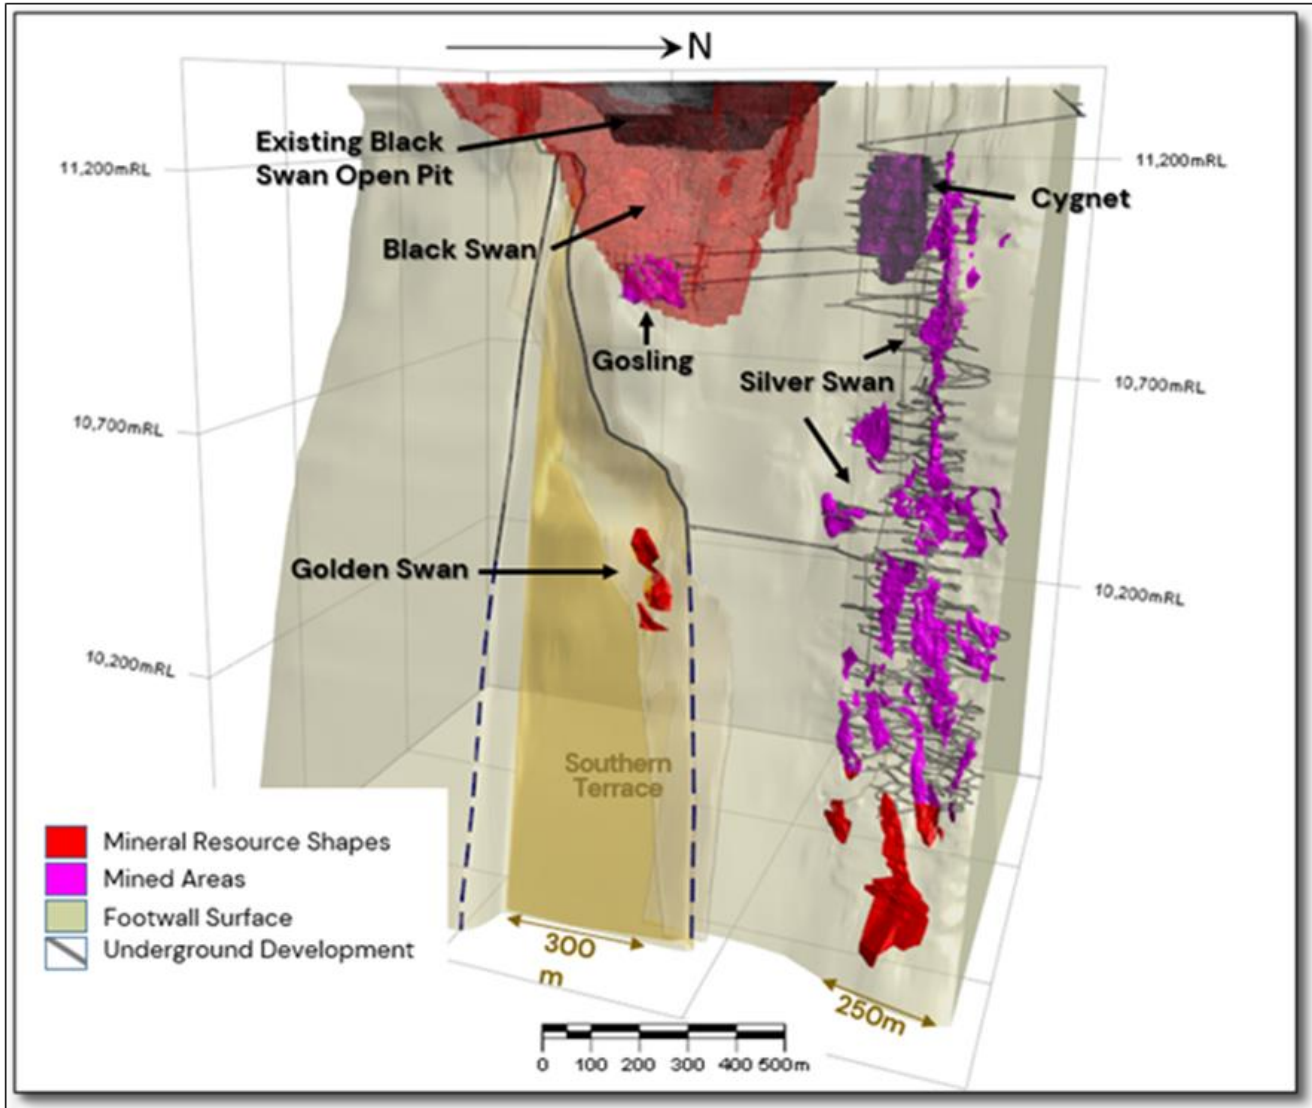 N
Existing Black
Swan Open Pit
11,200mRL
11,200mRL
Cygnet
Black Swan
Gosling
Silver Swan
10,700mRL
10,700mRL
Golden Swan
10,200mRL
10,200mRL
Southern
Terrace
Mineral Resource Shapes
Mined Areas
Footwall Surface
Underground Development
300
m
250m
0 100 200 300 400 500m